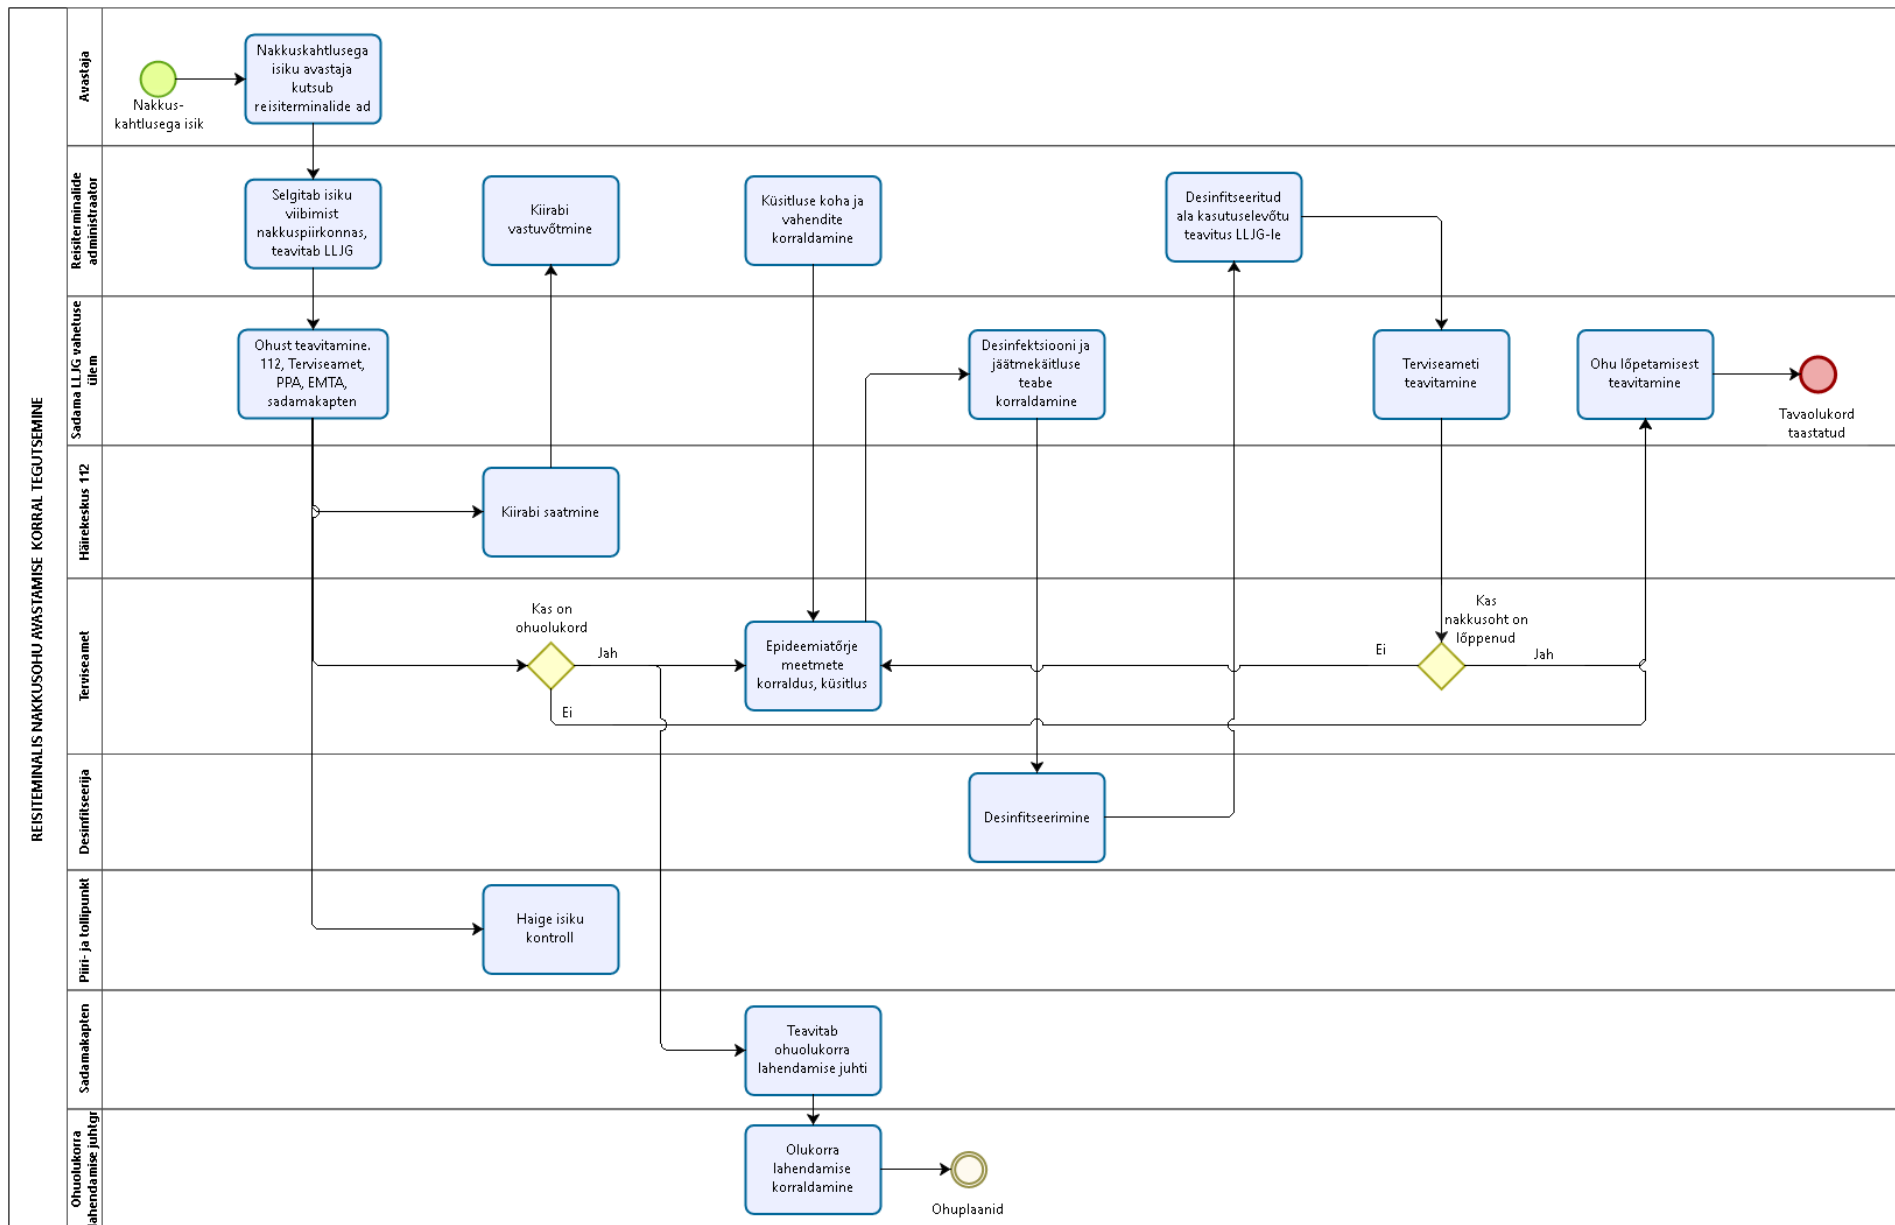 REISITEMINALIS NAKKUSOHU AVASTAMISE KORRAL TEGUTSEMINE
Avastaja
Nakkus-
kahtlusega isik
Nakkuskahtlusega
isiku avastaja
kutsub
reisiterminalide ad
Reisiterminalide
administraator
Selgitab isiku
viibimist
nakkuspiirkonnas,
teavitab LLJG
Kiirabi
vastuvõtmine
Küsitluse koha ja
vahendite
korraldamine
Desinfitseeritud
ala kasutuselevõtu
teavitus LLJG-le
Sadama LLJG vahetuse
ülem
Ohust teavitamine.
112, Terviseamet,
PPA, EMTA,
sadamakapten
Desinfektsiooni ja
jäätmekäitluse
teabe
korraldamine
Terviseameti
teavitamine
Ohu lõpetamisest
teavitamine
Tavaolukord
taastatud
Häirekeskus 112
Kiirabi saatmine
Terviseamet
Kas on
ohuolukord
Jah
Ei
Epideemiatõrje
meetmete
korraldus, küsitlus
Kas
nakkusoht on
lõppenud
Ei
Jah
Desinfitseerija
Desinfitseerimine
Piiri- ja tollipunkt
Haige isiku
kontroll
Sadamakapten
Teavitab
ohuolukorra
lahendamise juhti
Ohuolukorra
lahendamise juhtgr
Olukorra
lahendamise
korraldamine
Ohuplaanid